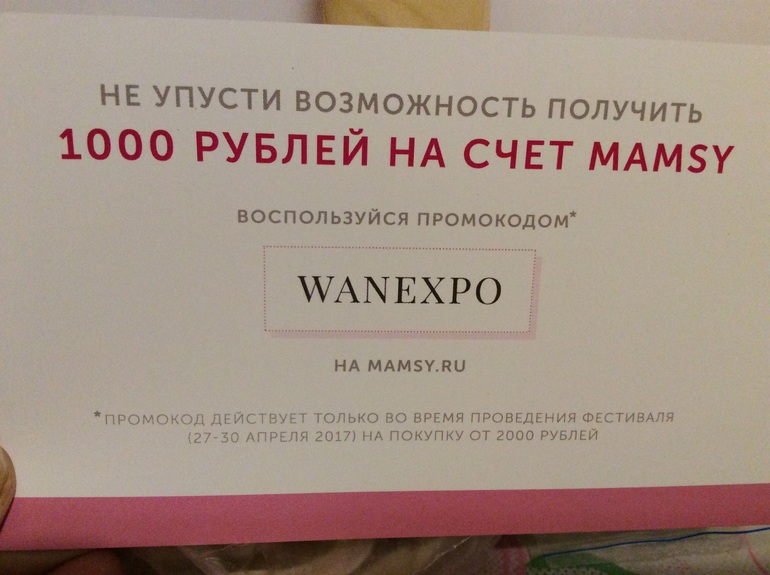 НЕ УПУСТИ ВОЗМОЖНОСТЬ ПОЛУЧИТЬ
1000 РУБЛЕЙ НА СЧЕТ MAMSY
ВОСПОЛЬЗУЙСЯ ПРОМОКОДОМ*
WANEXPO
НА MAMSY.RU
*ПРОМОКОД ДЕЙСТВУЕТ ТОЛЬКО ВО ВРЕМЯ ПРОВЕДЕНИЯ ФЕСТИВАЛЯ
(27-30 АПРЕЛЯ 2017) НА ПОКУПКУ ОТ 2000 РУБЛЕЙ